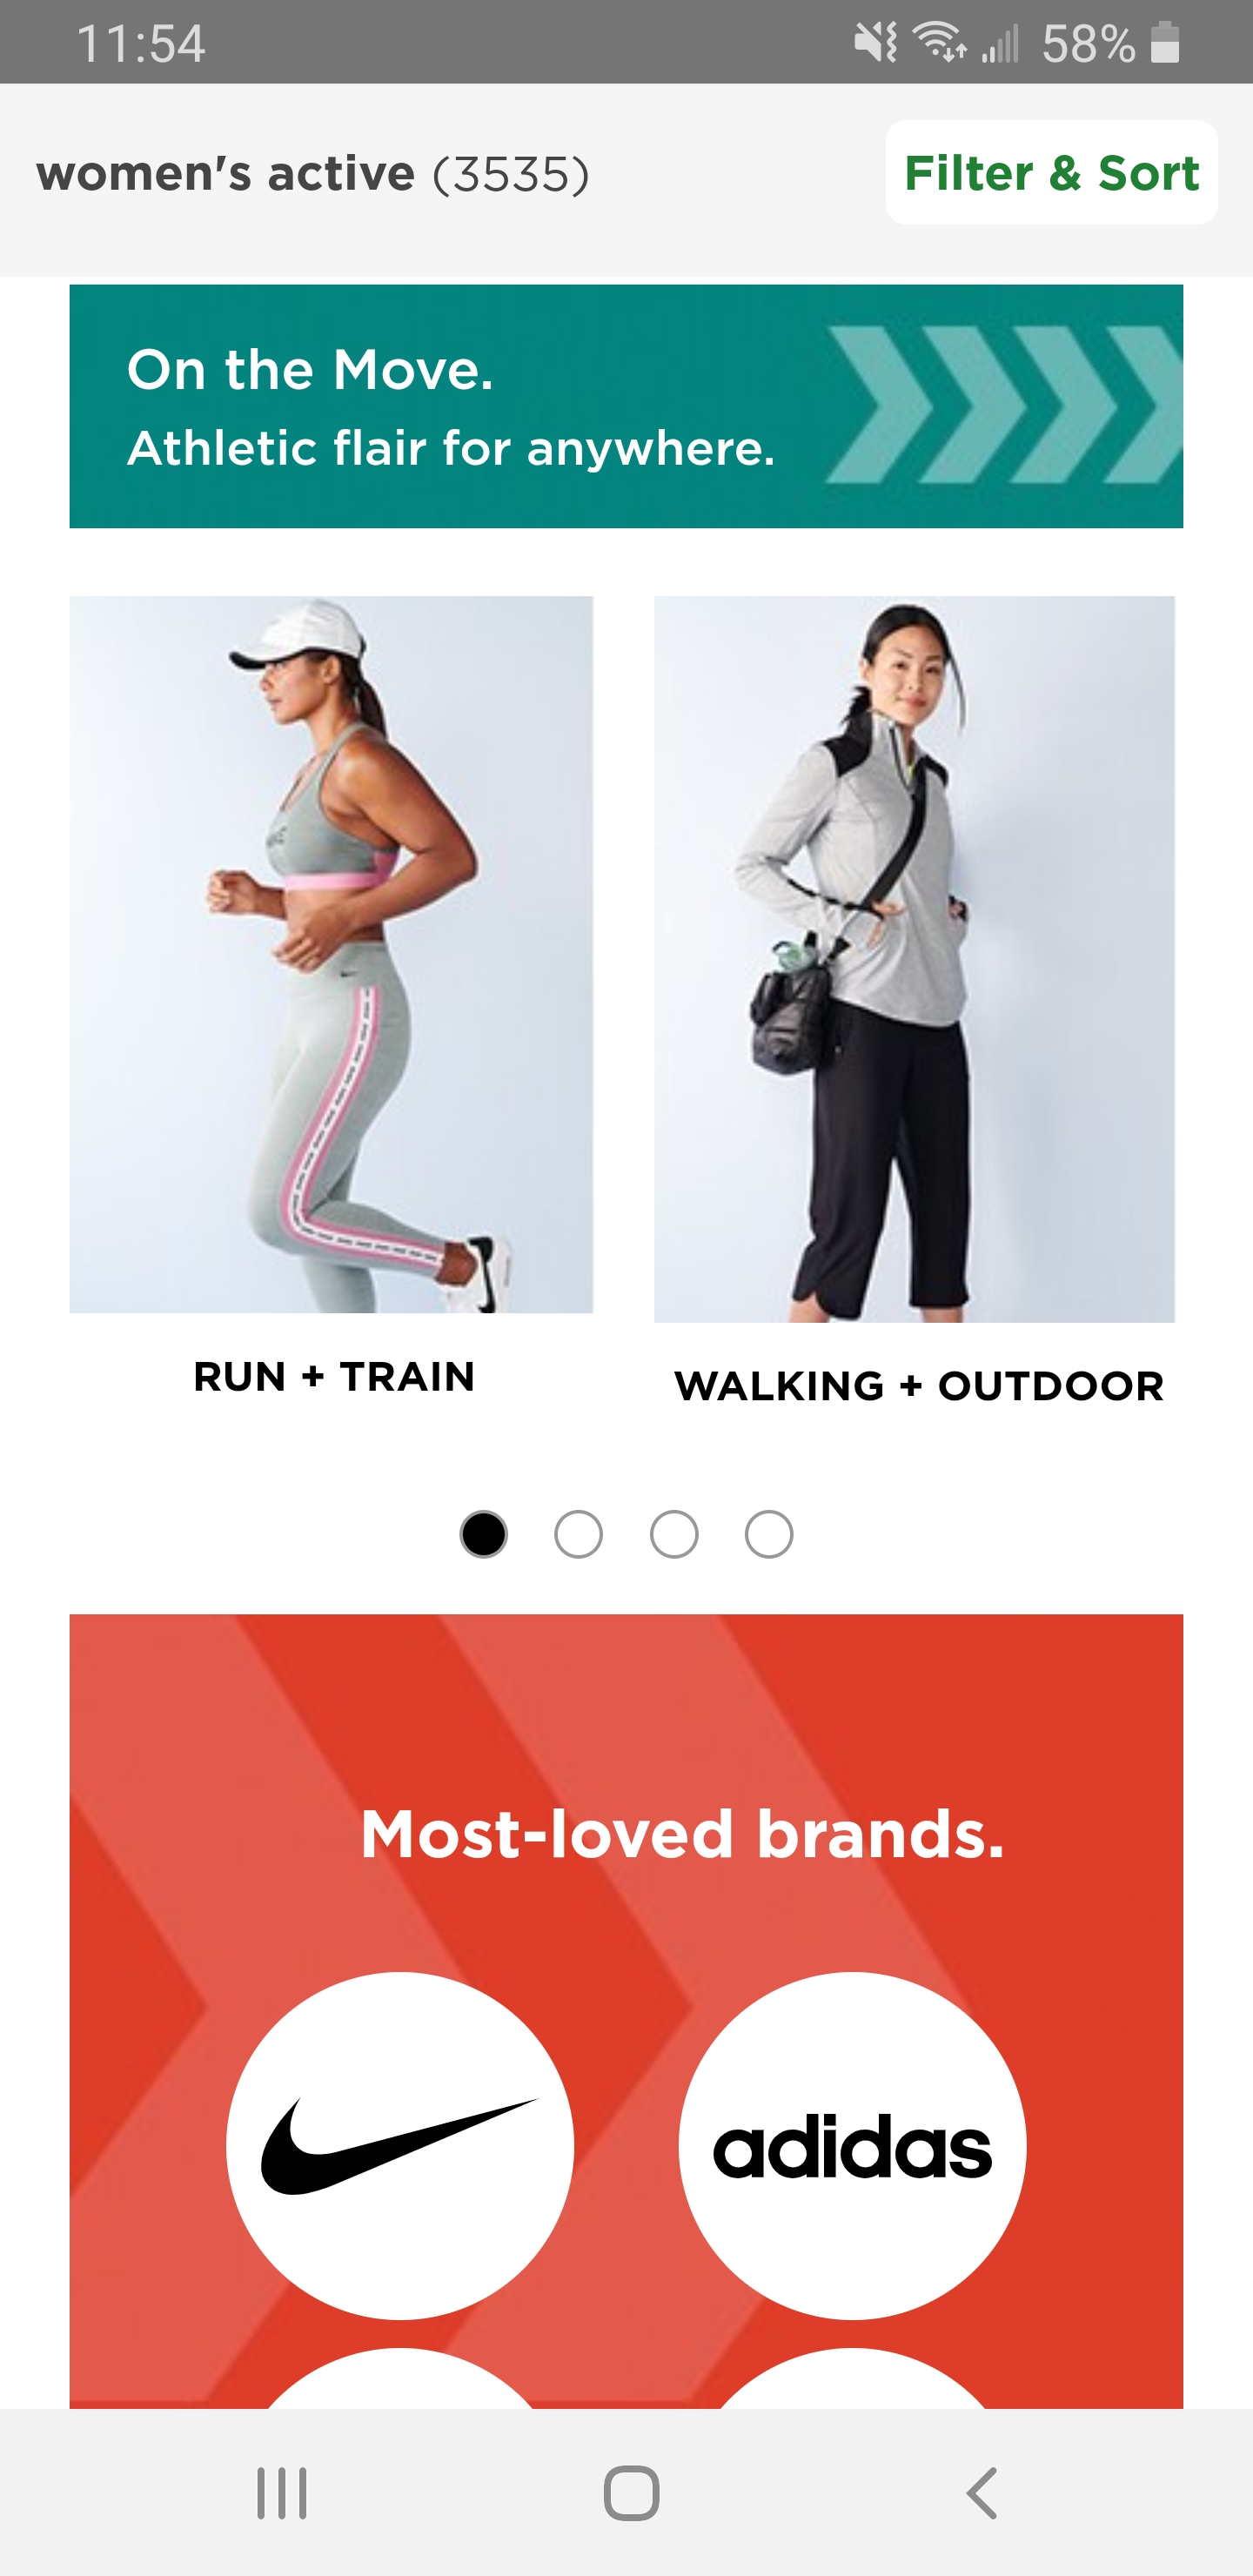 11:54
58%
women's active (3535)
Filter & Sort
On the Move.
Athletic flair for anywhere.
RUN + TRAIN
WALKING + OUTDOOR
Most-loved brands.
adidas